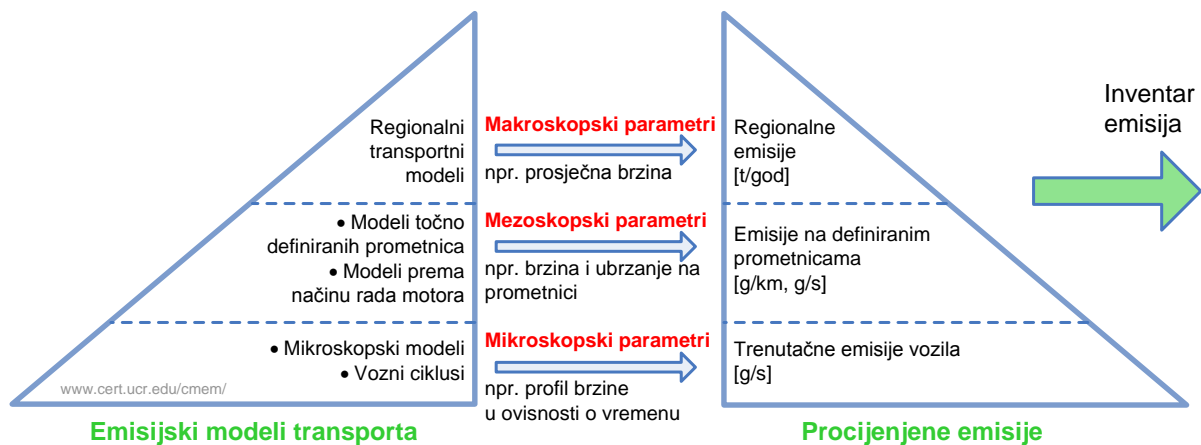 Regionalni
transportni
modeli
Makroskopski parametri
npr. prosječna brzina
Regionalne
emisije
[t/god]
Inventar
emisija
• Modeli točno
definiranih prometnica
• Modeli prema
načinu rada motora
Mezoskopski parametri
npr. brzina i ubrzanje na
prometnici
Emisije na definiranim
prometnicama
[g/km, g/s]
• Mikroskopski modeli
• Vozni ciklusi
www.cert.ucr.edu/cmem/
Mikroskopski parametri
npr. profil brzine
u ovisnosti o vremenu
Trenutačne emisije vozila
[g/s]
Emisijski modeli transporta
Procijenjene emisije